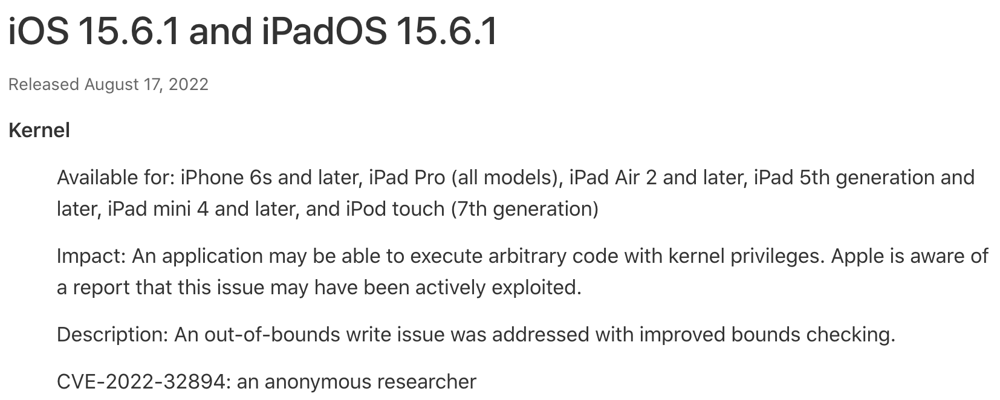 iOS 15.6.1 and iPadOS 15.6.1
Released August 17, 2022
Kernel
Available for: iPhone 6s and later, iPad Pro (all models), iPad Air 2 and later, iPad 5th generation and
later, iPad mini 4 and later, and iPod touch (7th generation)
Impact: An application may be able to execute arbitrary code with kernel privileges. Apple is aware of
a report that this issue may have been actively exploited.
Description: An out-of-bounds write issue was addressed with improved bounds checking.
CVE-2022-32894: an anonymous researcher